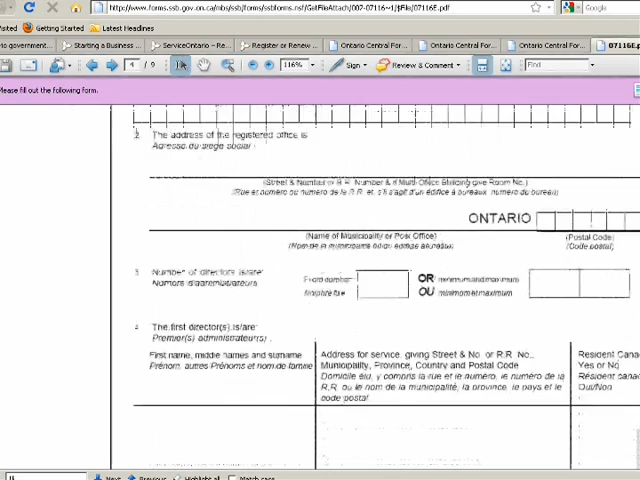 http://www.forms.ssb.gov.on.ca/mbs/ssb/forms/ssbforms.nsf/GetFileAttach/007-07116~1/$File/07116E.pdf
Google
Getting Started Latest Headlines
Starting a Business ... ServiceOntario - Re... Register or Renew ... Ontario Central For... Ontario Central For... Ontario Central For... 07116E.p
4 / 9 116% Sign Review & Comment Find
Please fill out the following form.
2. The address of the registered office is
Adresse du siège social
(Street & Number or R.R. Number & if Multi-Office Building give Room No.)
(Rue et numéro ou numéro de la R.R. et, s'il s'agit d'un édifice à bureaux, numéro du bureau)
ONTARIO
(Name of Municipality or Post Office) (Postal Code)
(Nom de la municipalité ou du bureau de poste) (Code postal)
3. Number of directors is/are:
Nombre d'administrateurs
Fixed number OR minimum and maximum
Nombre fixe OU minimum et maximum
4. The first director(s) is/are:
Premier(s) administrateur(s)
First name, middle names and surname
Prénom, autres Prénoms et nom de famille
Address for service, giving Street & No. or R.R. No.,
Municipality, Province, Country and Postal Code
Domicile élu, y compris la rue et le numéro, le numéro de la
R.R. ou le nom de la municipalité, la province, le pays et le
code postal
Resident Cana
Yes or No
Résident cana
Oui/Non
Next Previous Highlight all Match case